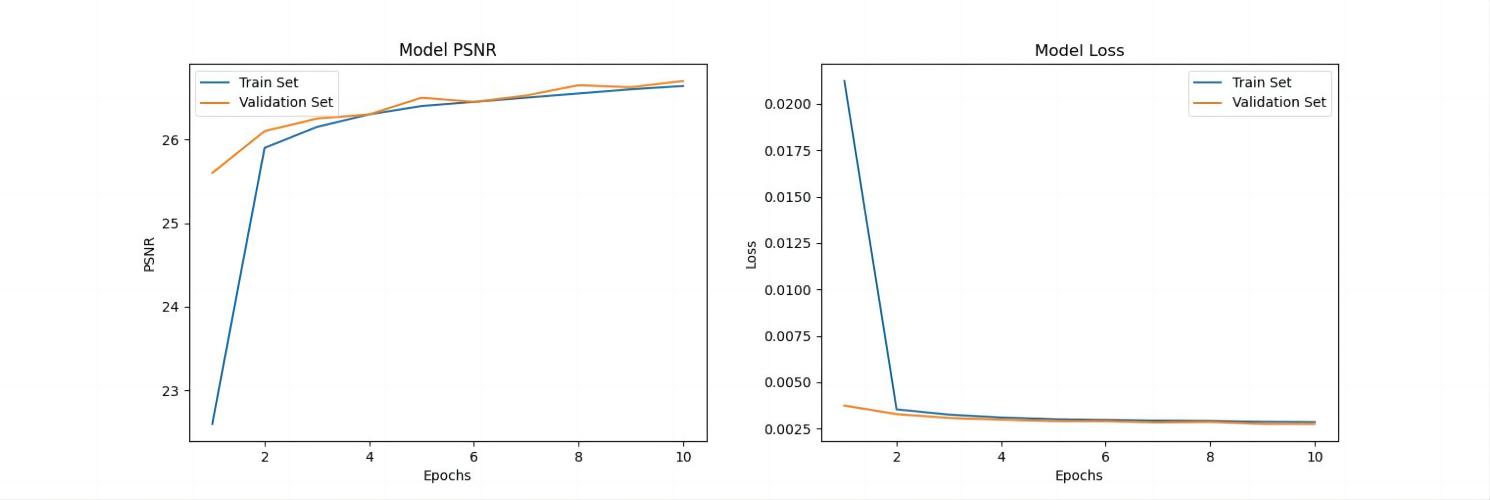 Model PSNR
Train Set
Validation Set
26
25
24
23
PSNR
2 4 6 8 10
Epochs
Model Loss
Train Set
Validation Set
0.0200
0.0175
0.0150
0.0125
0.0100
0.0075
0.0050
0.0025
Loss
2 4 6 8 10
Epochs